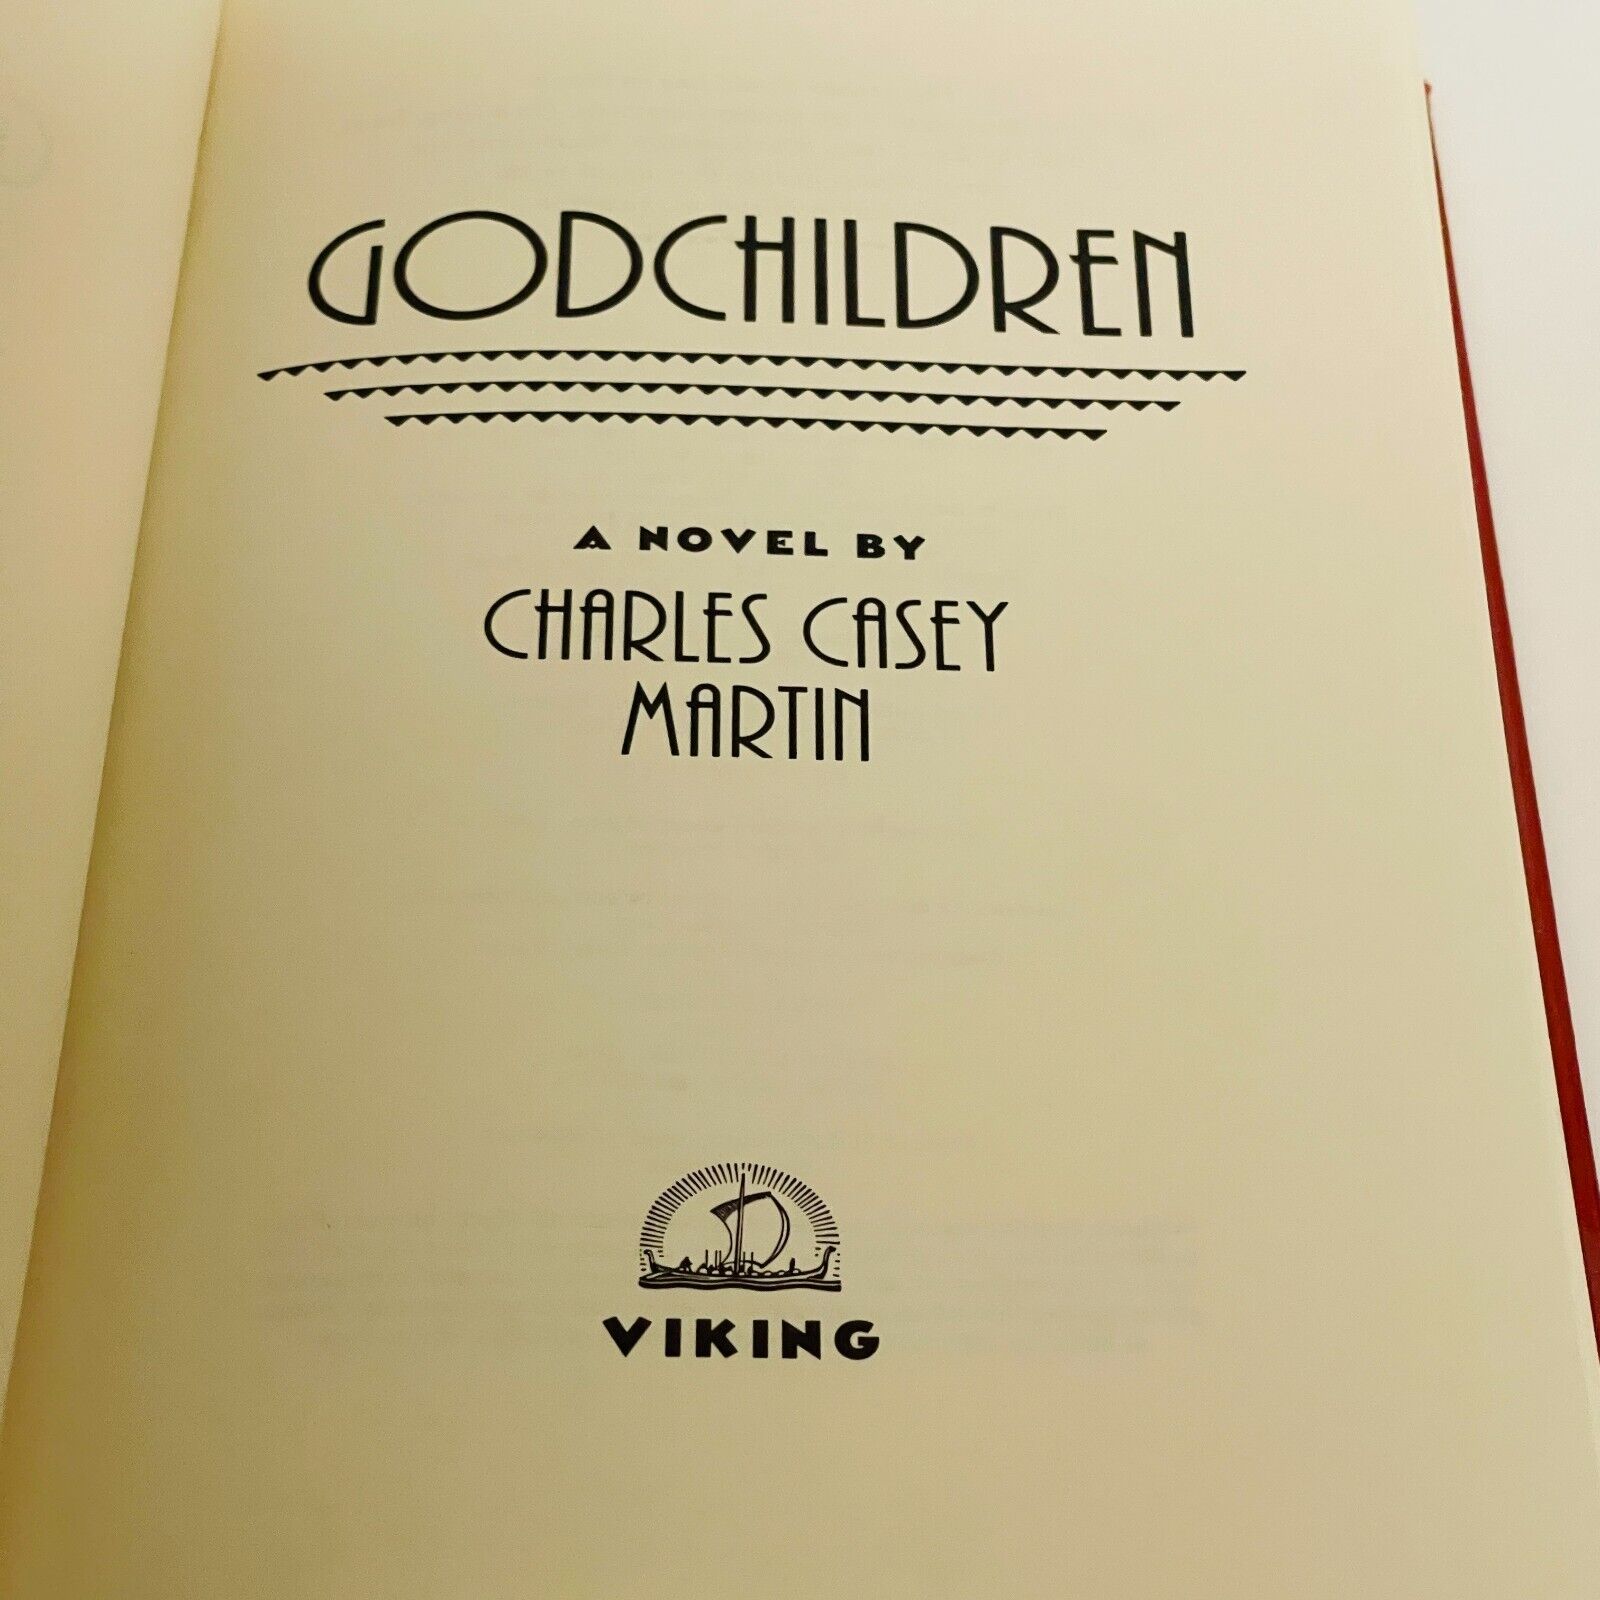 GODCHILDREN
A NOVEL BY
CHARLES CASEY
MARTIN
VIKING